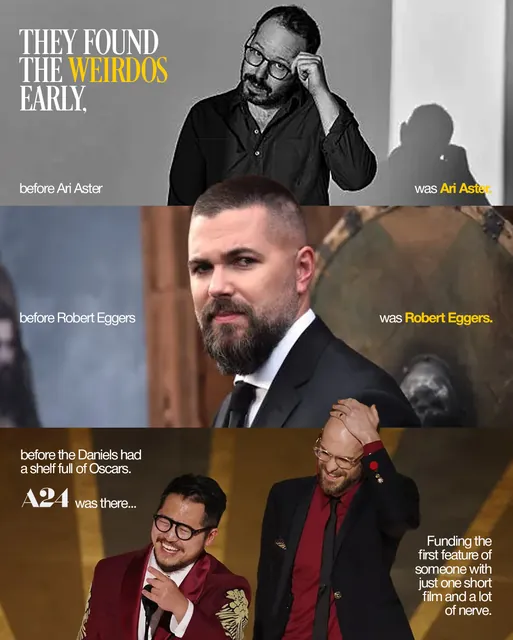 THEY FOUND
THE WEIRDOS
EARLY,
before Ari Aster
was Ari Aster.
before Robert Eggers
was Robert Eggers.
before the Daniels had
a shelf full of Oscars.
A24 was there...
Funding the
first feature of
someone with
just one short
film and a lot
of nerve.